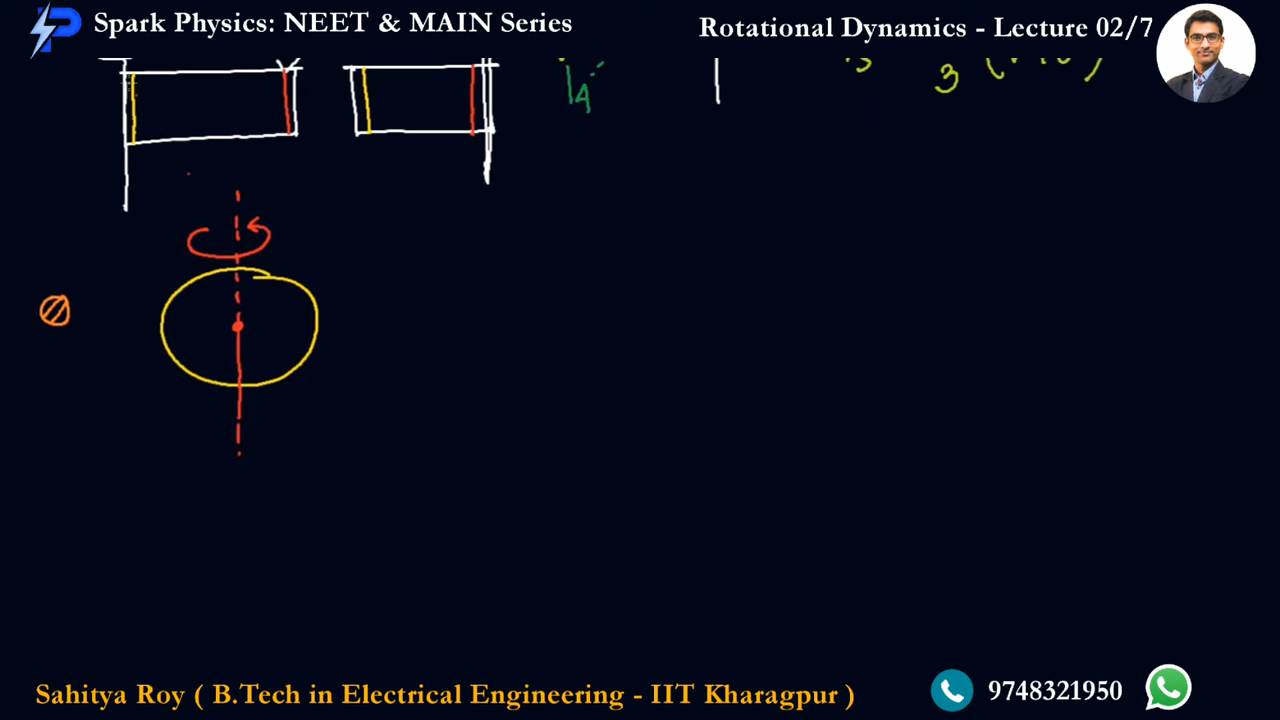 Spark Physics: NEET & MAIN Series
Rotational Dynamics - Lecture 02/7
3
Sahitya Roy ( B.Tech in Electrical Engineering - IIT Kharagpur )
9748321950